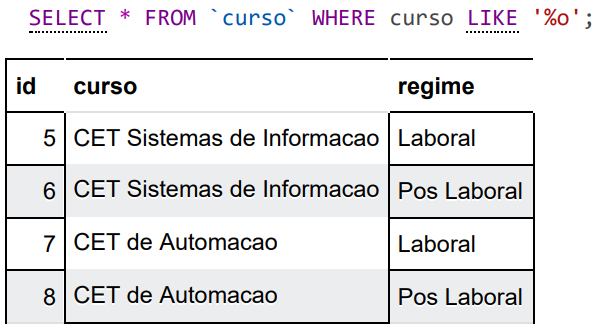 SELECT * FROM `curso` WHERE curso LIKE '%o';
id curso regime
5 CET Sistemas de Informacao Laboral
6 CET Sistemas de Informacao Pos Laboral
7 CET de Automacao Laboral
8 CET de Automacao Pos Laboral